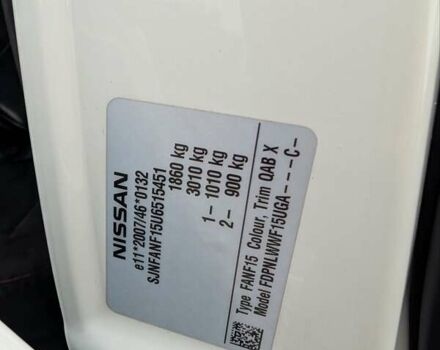 NISSAN
e11*2007/46*0132
SJNFANF15U6515451
1860 kg
3010 kg
1– 1010 kg
2– 900 kg
Type FANF15 Colour, Trim QAB X
Model FDPNLWWF15UGA----C-